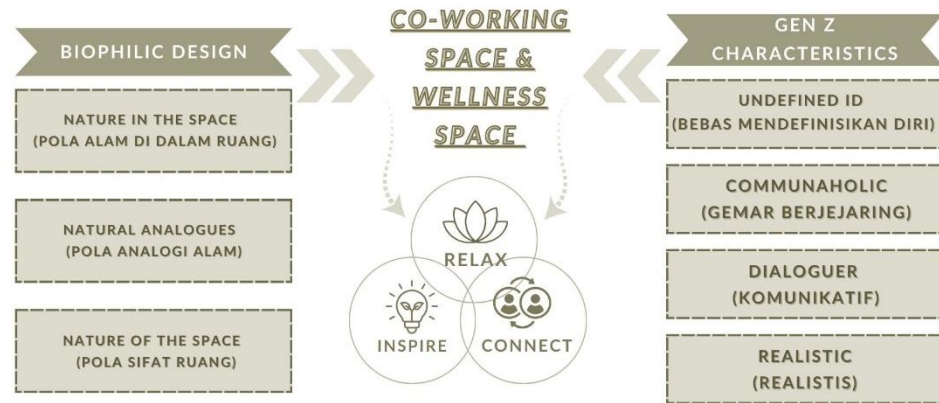 BIOPHILIC DESIGN
NATURE IN THE SPACE
(POLA ALAM DI DALAM RUANG)
NATURAL ANALOGUES
(POLA ANALOGI ALAM)
NATURE OF THE SPACE
(POLA SIFAT RUANG)
CO-WORKING
SPACE &
WELLNESS
SPACE
RELAX
INSPIRE
CONNECT
GEN Z
CHARACTERISTICS
UNDEFINED ID
(BEBAS MENDEFINISIKAN DIRI)
COMMUNAHOLIC
(GEMAR BERJEJARING)
DIALOGUER
(KOMUNIKATIF)
REALISTIC
(REALISTIS)